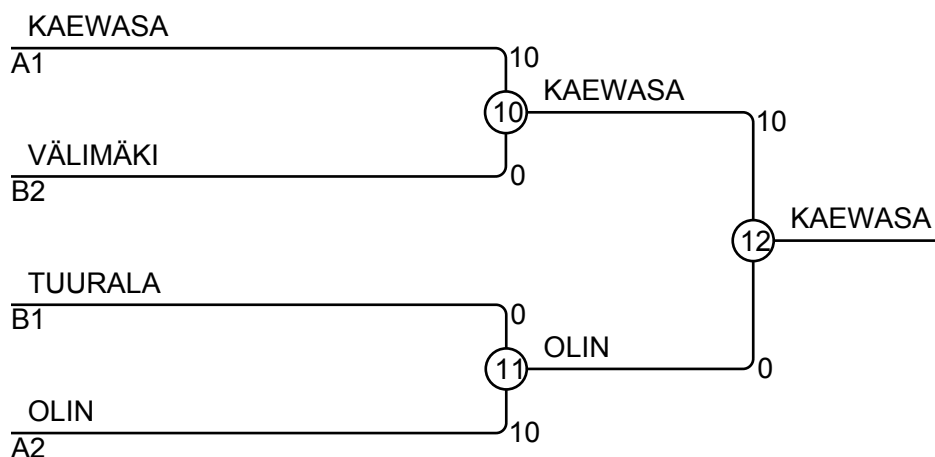 KAEWASA
A1
10
10
KAEWASA
10
VÄLIMÄKI
B2
0
12
KAEWASA
TUURALA
B1
0
11
OLIN
0
OLIN
A2
10